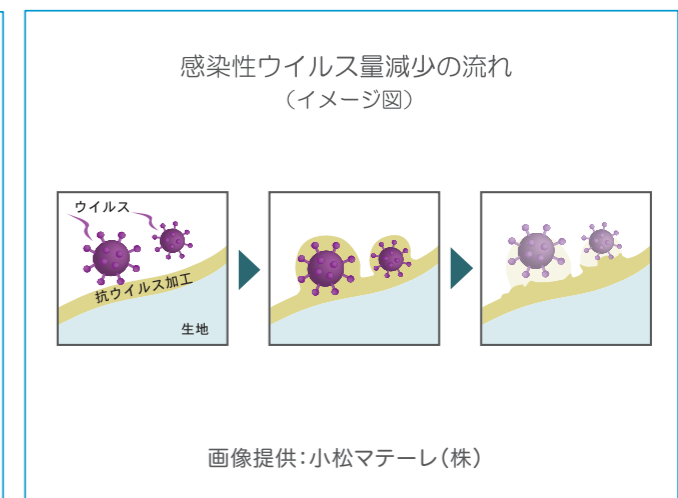 感染性ウイルス量減少の流れ
（イメージ図）
ウイルス
抗ウイルス加工
生地
画像提供：小松マテーレ（株）